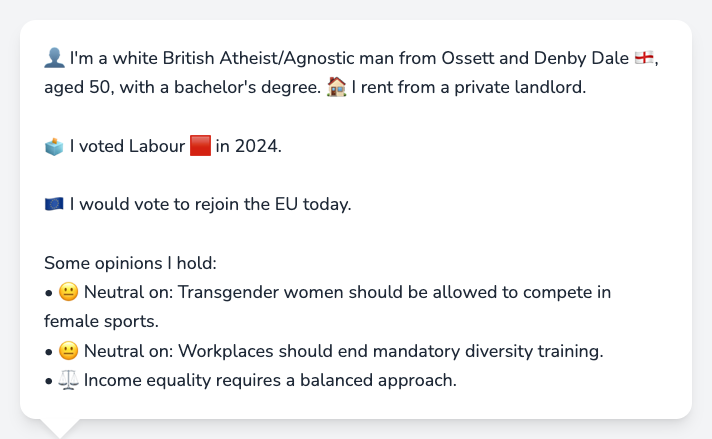 👤 I'm a white British Atheist/Agnostic man from Ossett and Denby Dale 🏴󠁧󠁢󠁥󠁮󠁧󠁿,
aged 50, with a bachelor's degree. 🏠 I rent from a private landlord.
🗳️ I voted Labour 🟥 in 2024.
🇪🇺 I would vote to rejoin the EU today.
Some opinions I hold:
• 😐 Neutral on: Transgender women should be allowed to compete in
female sports.
• 😐 Neutral on: Workplaces should end mandatory diversity training.
• ⚖️ Income equality requires a balanced approach.